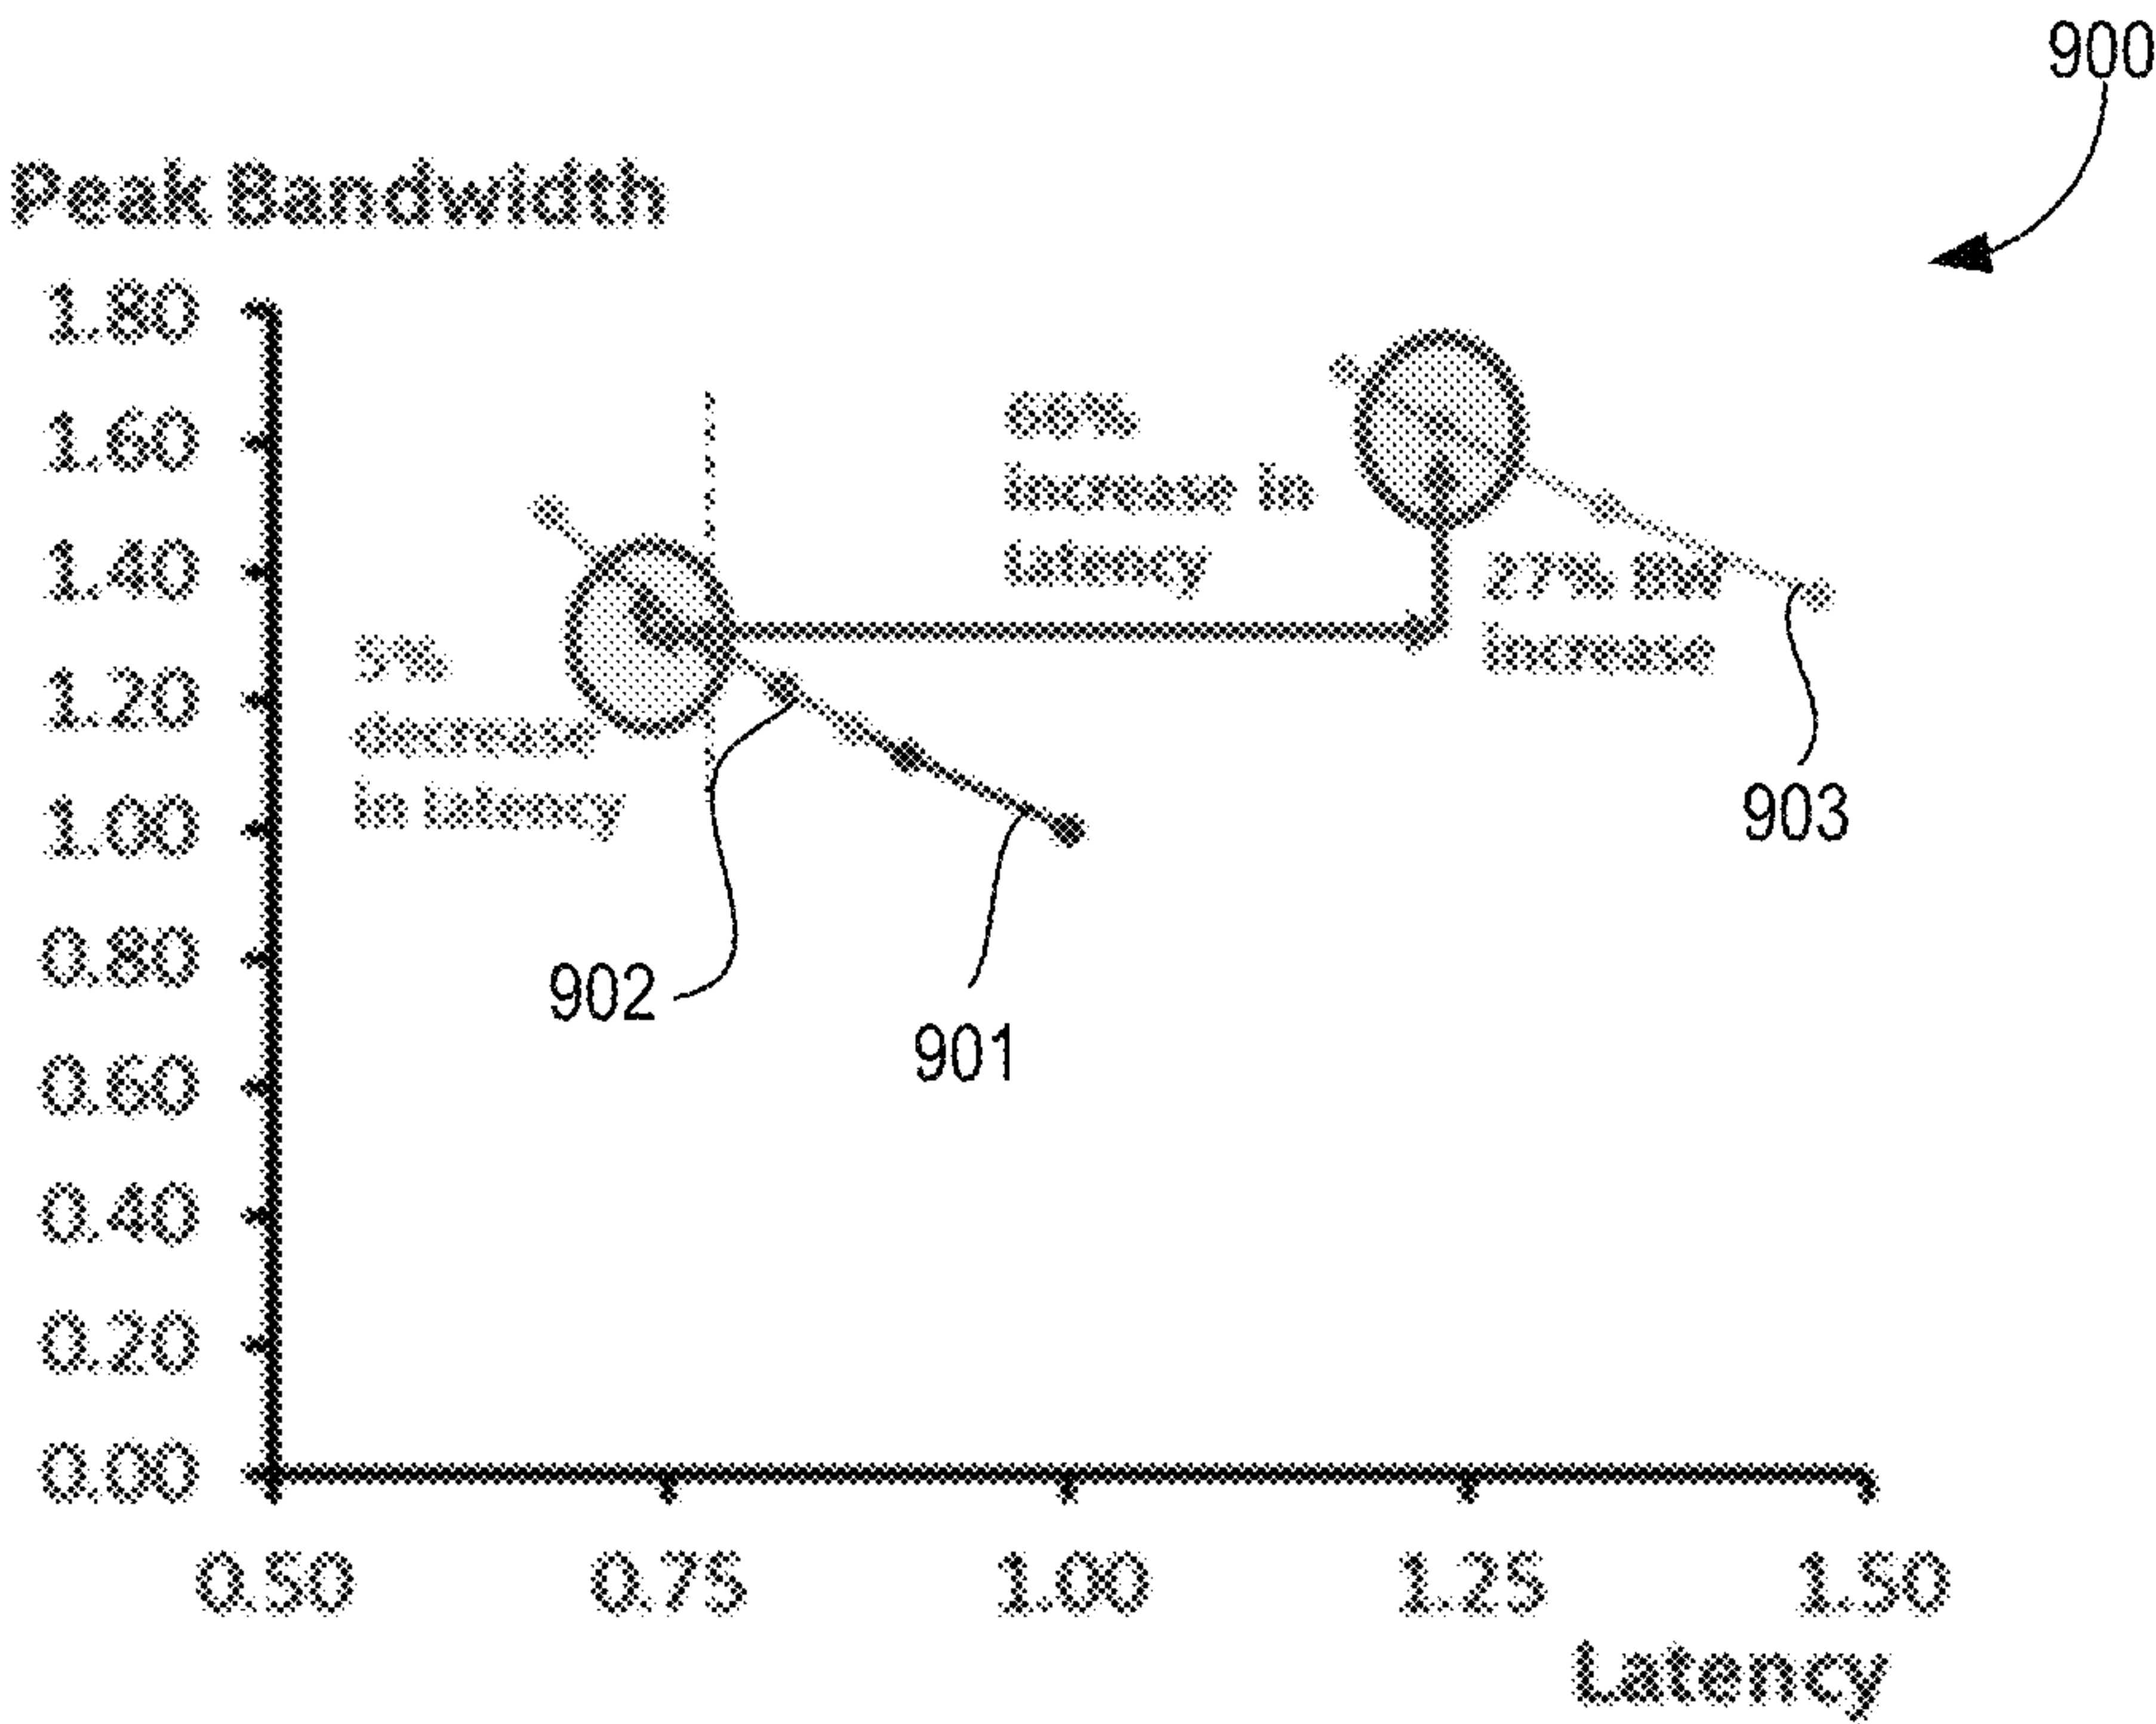 900
Peak Bandwidth
1.80
1.60
1.40
1.20
1.00
0.80
0.60
0.40
0.20
0.00
66%
increase in
latency
27% BW
increase
5%
decrease
in latency
903
902
901
0.50 0.75 1.00 1.25 1.50
Latency